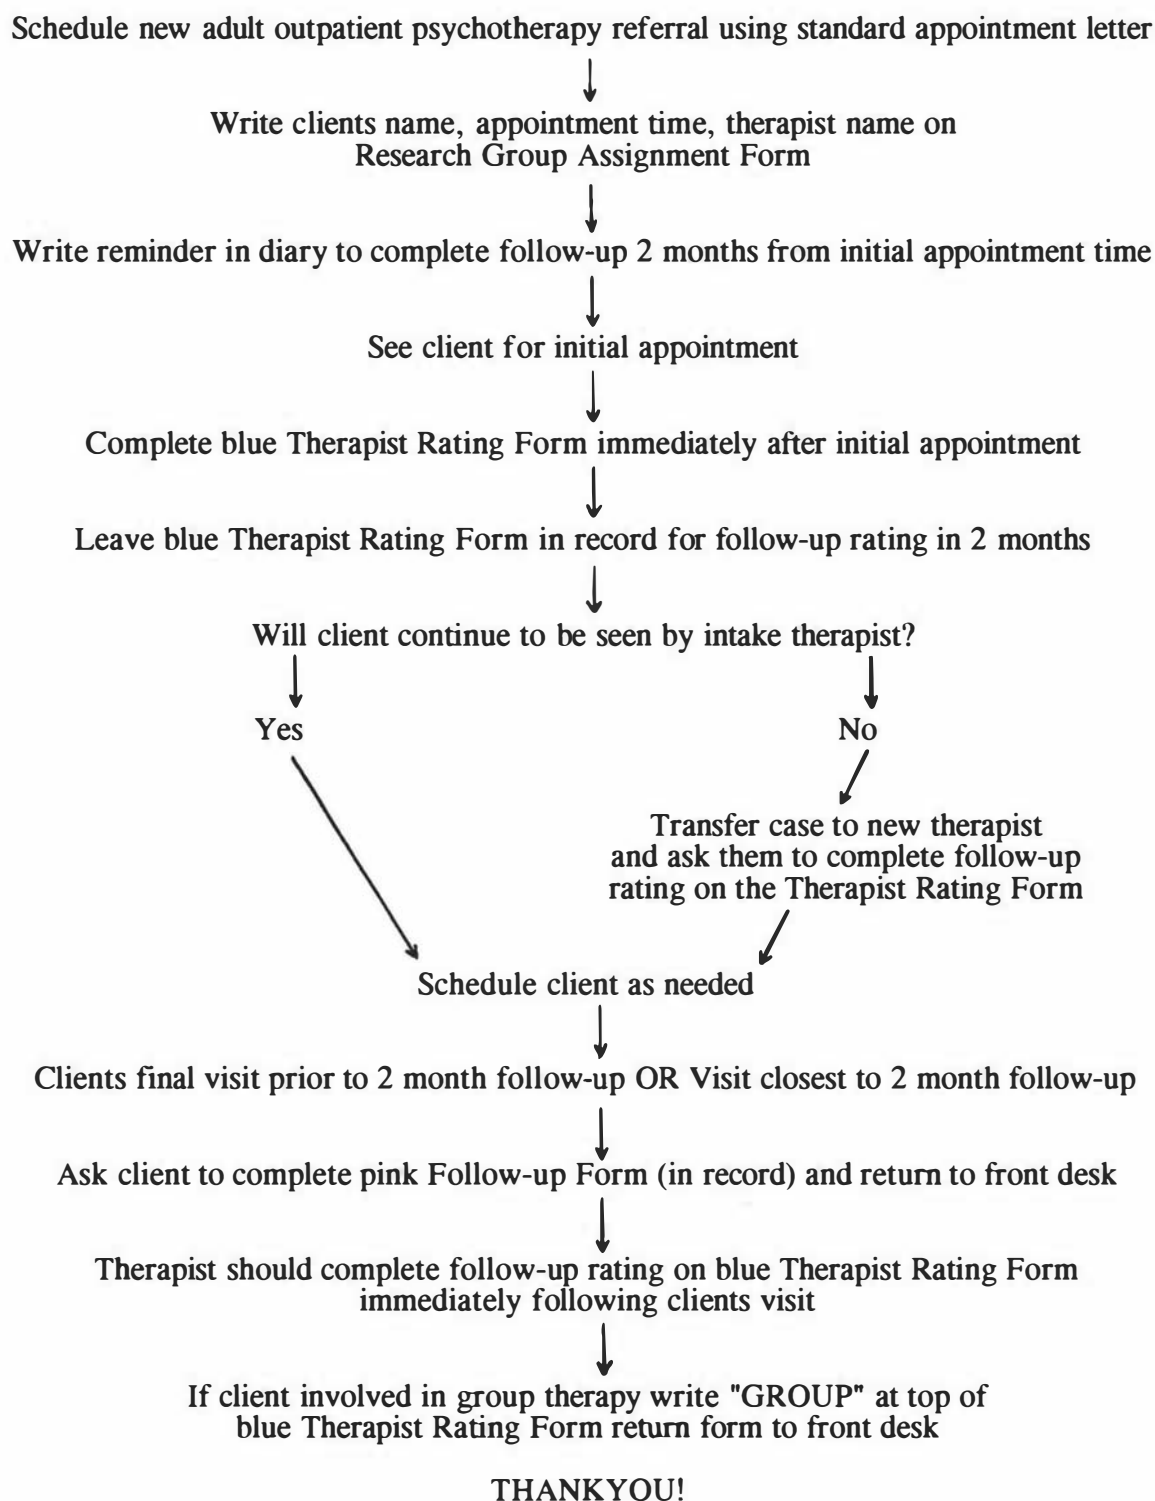 Schedule new adult outpatient psychotherapy referral using standard appointment letter
Write clients name, appointment time, therapist name on
Research Group Assignment Form
Write reminder in diary to complete follow-up 2 months from initial appointment time
See client for initial appointment
Complete blue Therapist Rating Form immediately after initial appointment
Leave blue Therapist Rating Form in record for follow-up rating in 2 months
Will client continue to be seen by intake therapist?
Yes
No
Transfer case to new therapist
and ask them to complete follow-up
rating on the Therapist Rating Form
Schedule client as needed
Clients final visit prior to 2 month follow-up OR Visit closest to 2 month follow-up
Ask client to complete pink Follow-up Form (in record) and return to front desk
Therapist should complete follow-up rating on blue Therapist Rating Form
immediately following clients visit
If client involved in group therapy write "GROUP" at top of
blue Therapist Rating Form return form to front desk
THANKYOU!